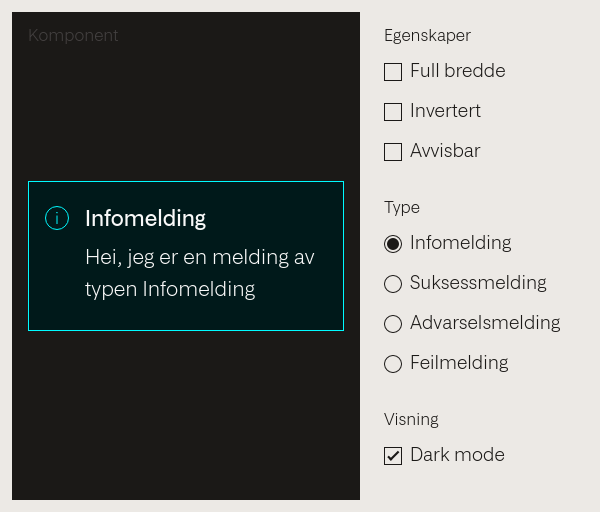 Komponent
Infomelding
Hei, jeg er en melding av
typen Infomelding
Egenskaper
Full bredde
Invertert
Avvisbar
Type
Infomelding
Suksessmelding
Advarselsmelding
Feilmelding
Visning
Dark mode